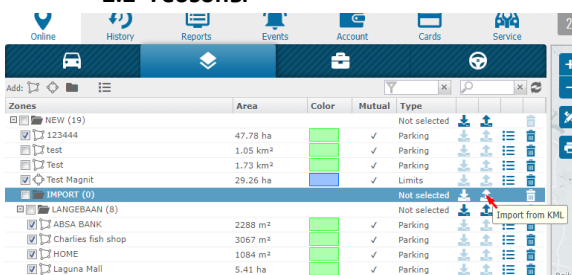 Online History Reports Events Account Cards Service
Add:
Zones Area Color Mutual Type
NEW (19) Not selected
123444 47.78 ha ✓ Parking
test 1.05 km² ✓ Parking
Test 1.73 km² ✓ Parking
Test Magnit 29.26 ha ✓ Limits
IMPORT (0) Not selected
LANGEBAAN (8) Not selected
Import from KML
ABSA BANK 2288 m² ✓ Parking
Charlies fish shop 3067 m² ✓ Parking
HOME 1084 m² ✓ Parking
Laguna Mall 5.41 ha ✓ Parking